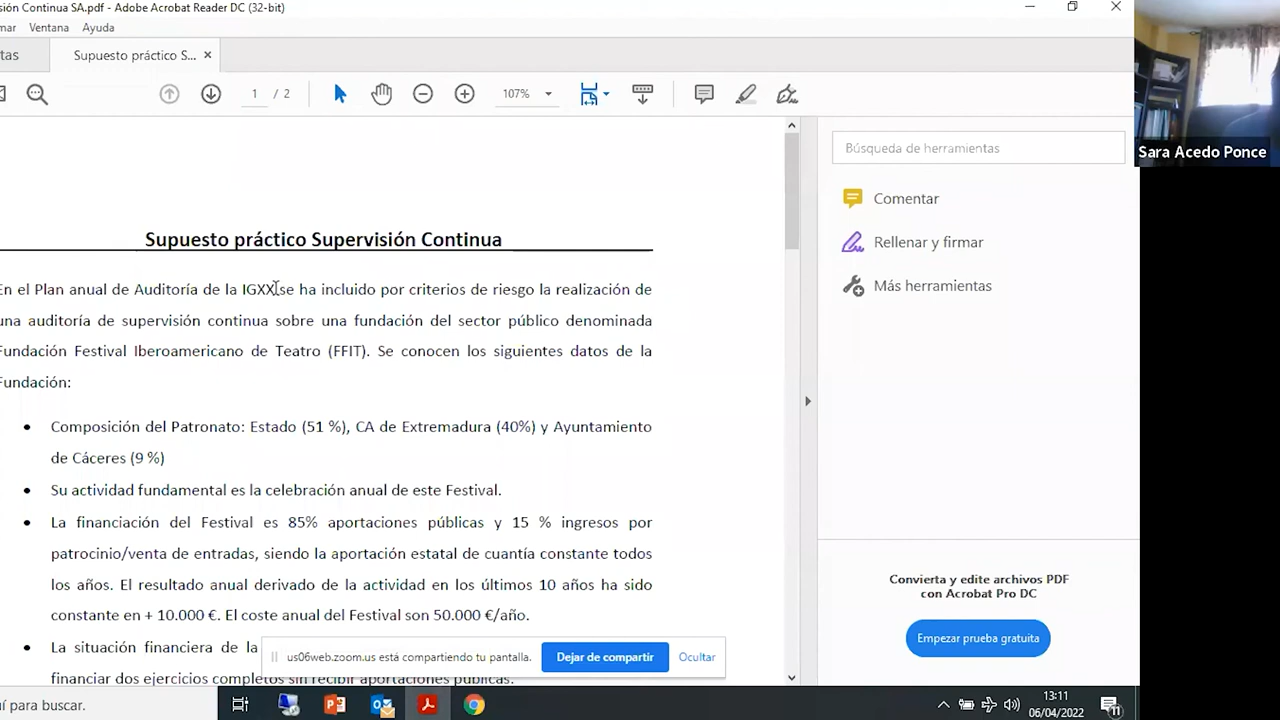 sión Continua SA.pdf - Adobe Acrobat Reader DC (32-bit)
mar Ventana Ayuda
tas Supuesto práctico S... ×
1 / 2 107%
Búsqueda de herramientas
Sara Acedo Ponce
Comentar
Rellenar y firmar
Más herramientas
Supuesto práctico Supervisión Continua
En el Plan anual de Auditoría de la IGXX se ha incluido por criterios de riesgo la realización de
una auditoría de supervisión continua sobre una fundación del sector público denominada
Fundación Festival Iberoamericano de Teatro (FFIT). Se conocen los siguientes datos de la
Fundación:
• Composición del Patronato: Estado (51 %), CA de Extremadura (40%) y Ayuntamiento
de Cáceres (9 %)
• Su actividad fundamental es la celebración anual de este Festival.
• La financiación del Festival es 85% aportaciones públicas y 15 % ingresos por
patrocinio/venta de entradas, siendo la aportación estatal de cuantía constante todos
los años. El resultado anual derivado de la actividad en los últimos 10 años ha sido
constante en + 10.000 €. El coste anual del Festival son 50.000 €/año.
• La situación financiera de la
financiar dos ejercicios completos sin recibir aportaciones públicas.
us06web.zoom.us está compartiendo tu pantalla. Dejar de compartir Ocultar
Convierta y edite archivos PDF
con Acrobat Pro DC
Empezar prueba gratuita
uí para buscar.
13:11
06/04/2022
11